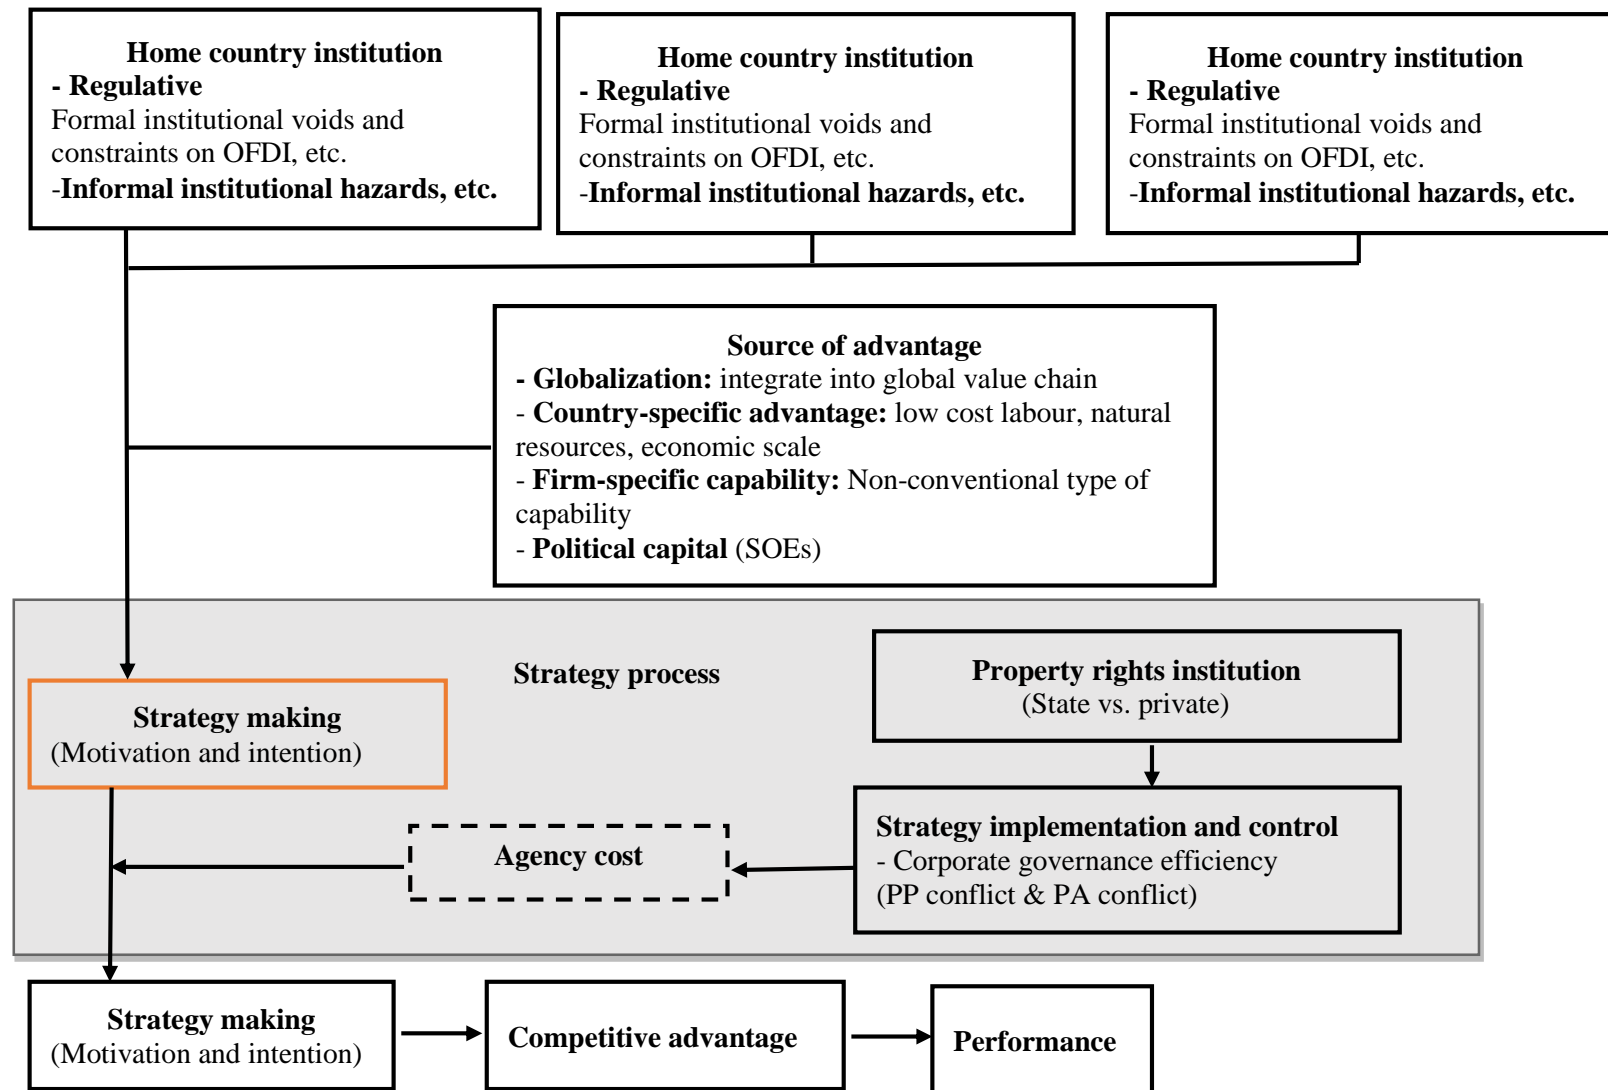 Home country institution
- Regulative
Formal institutional voids and
constraints on OFDI, etc.
-Informal institutional hazards, etc.
Home country institution
- Regulative
Formal institutional voids and
constraints on OFDI, etc.
-Informal institutional hazards, etc.
Home country institution
- Regulative
Formal institutional voids and
constraints on OFDI, etc.
-Informal institutional hazards, etc.
Source of advantage
- Globalization: integrate into global value chain
- Country-specific advantage: low cost labour, natural
resources, economic scale
- Firm-specific capability: Non-conventional type of
capability
- Political capital (SOEs)
Strategy process
Property rights institution
(State vs. private)
Strategy making
(Motivation and intention)
Agency cost
Strategy implementation and control
- Corporate governance efficiency
(PP conflict & PA conflict)
Strategy making
(Motivation and intention)
Competitive advantage
Performance